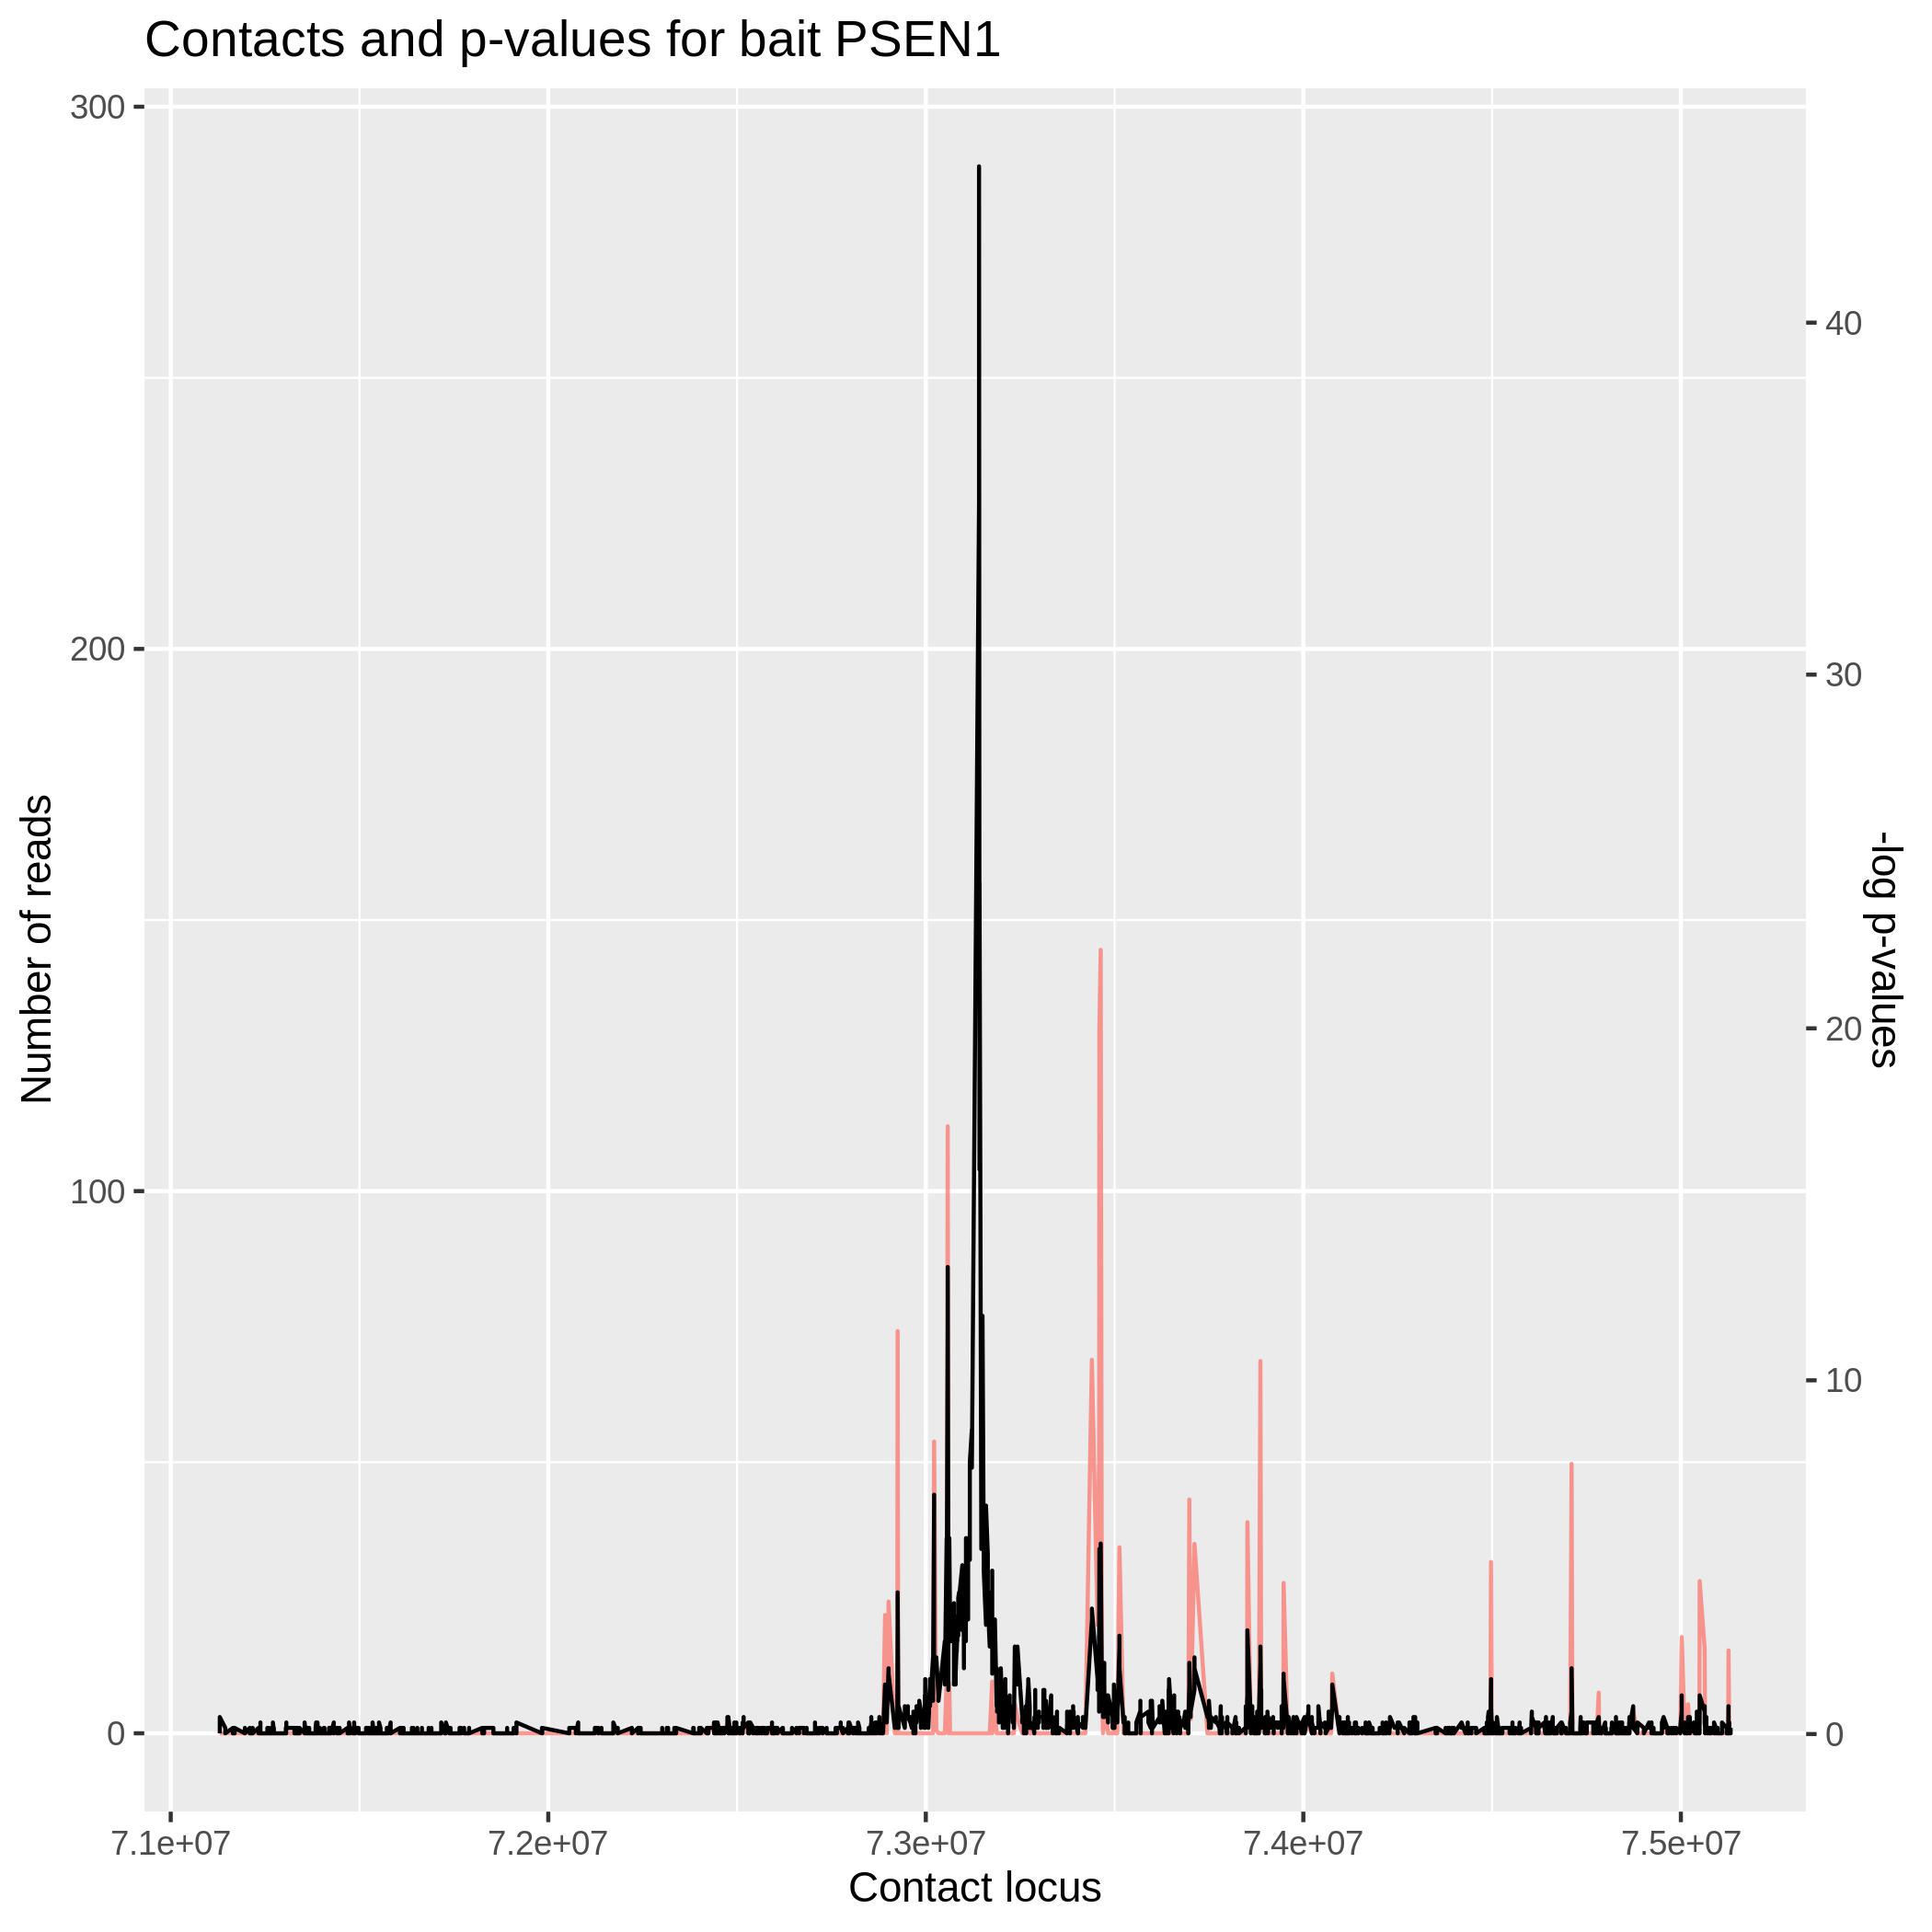 Contacts and p-values for bait PSEN1
300
200
100
0
Number of reads
40
30
20
10
0
-log p-values
7.1e+07
7.2e+07
7.3e+07
7.4e+07
7.5e+07
Contact locus